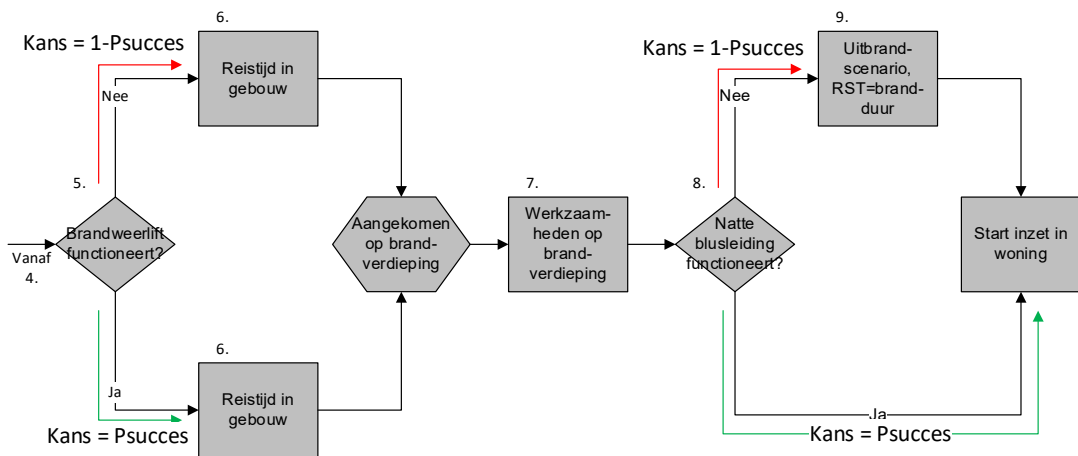 6.
Kans = 1-Psucces
Reistijd in
gebouw
Nee
5.
Brandweerlift
functioneert?
Vanaf
4.
Ja
Kans = Psucces
6.
Reistijd in
gebouw
Aangekomen
op brand-
verdieping
7.
Werkzaam-
heden op
brand-
verdieping
8.
Natte
blusleiding
functioneert?
Kans = 1-Psucces
Nee
9.
Uitbrand-
scenario,
RST=brand-
duur
Ja
Kans = Psucces
Start inzet in
woning